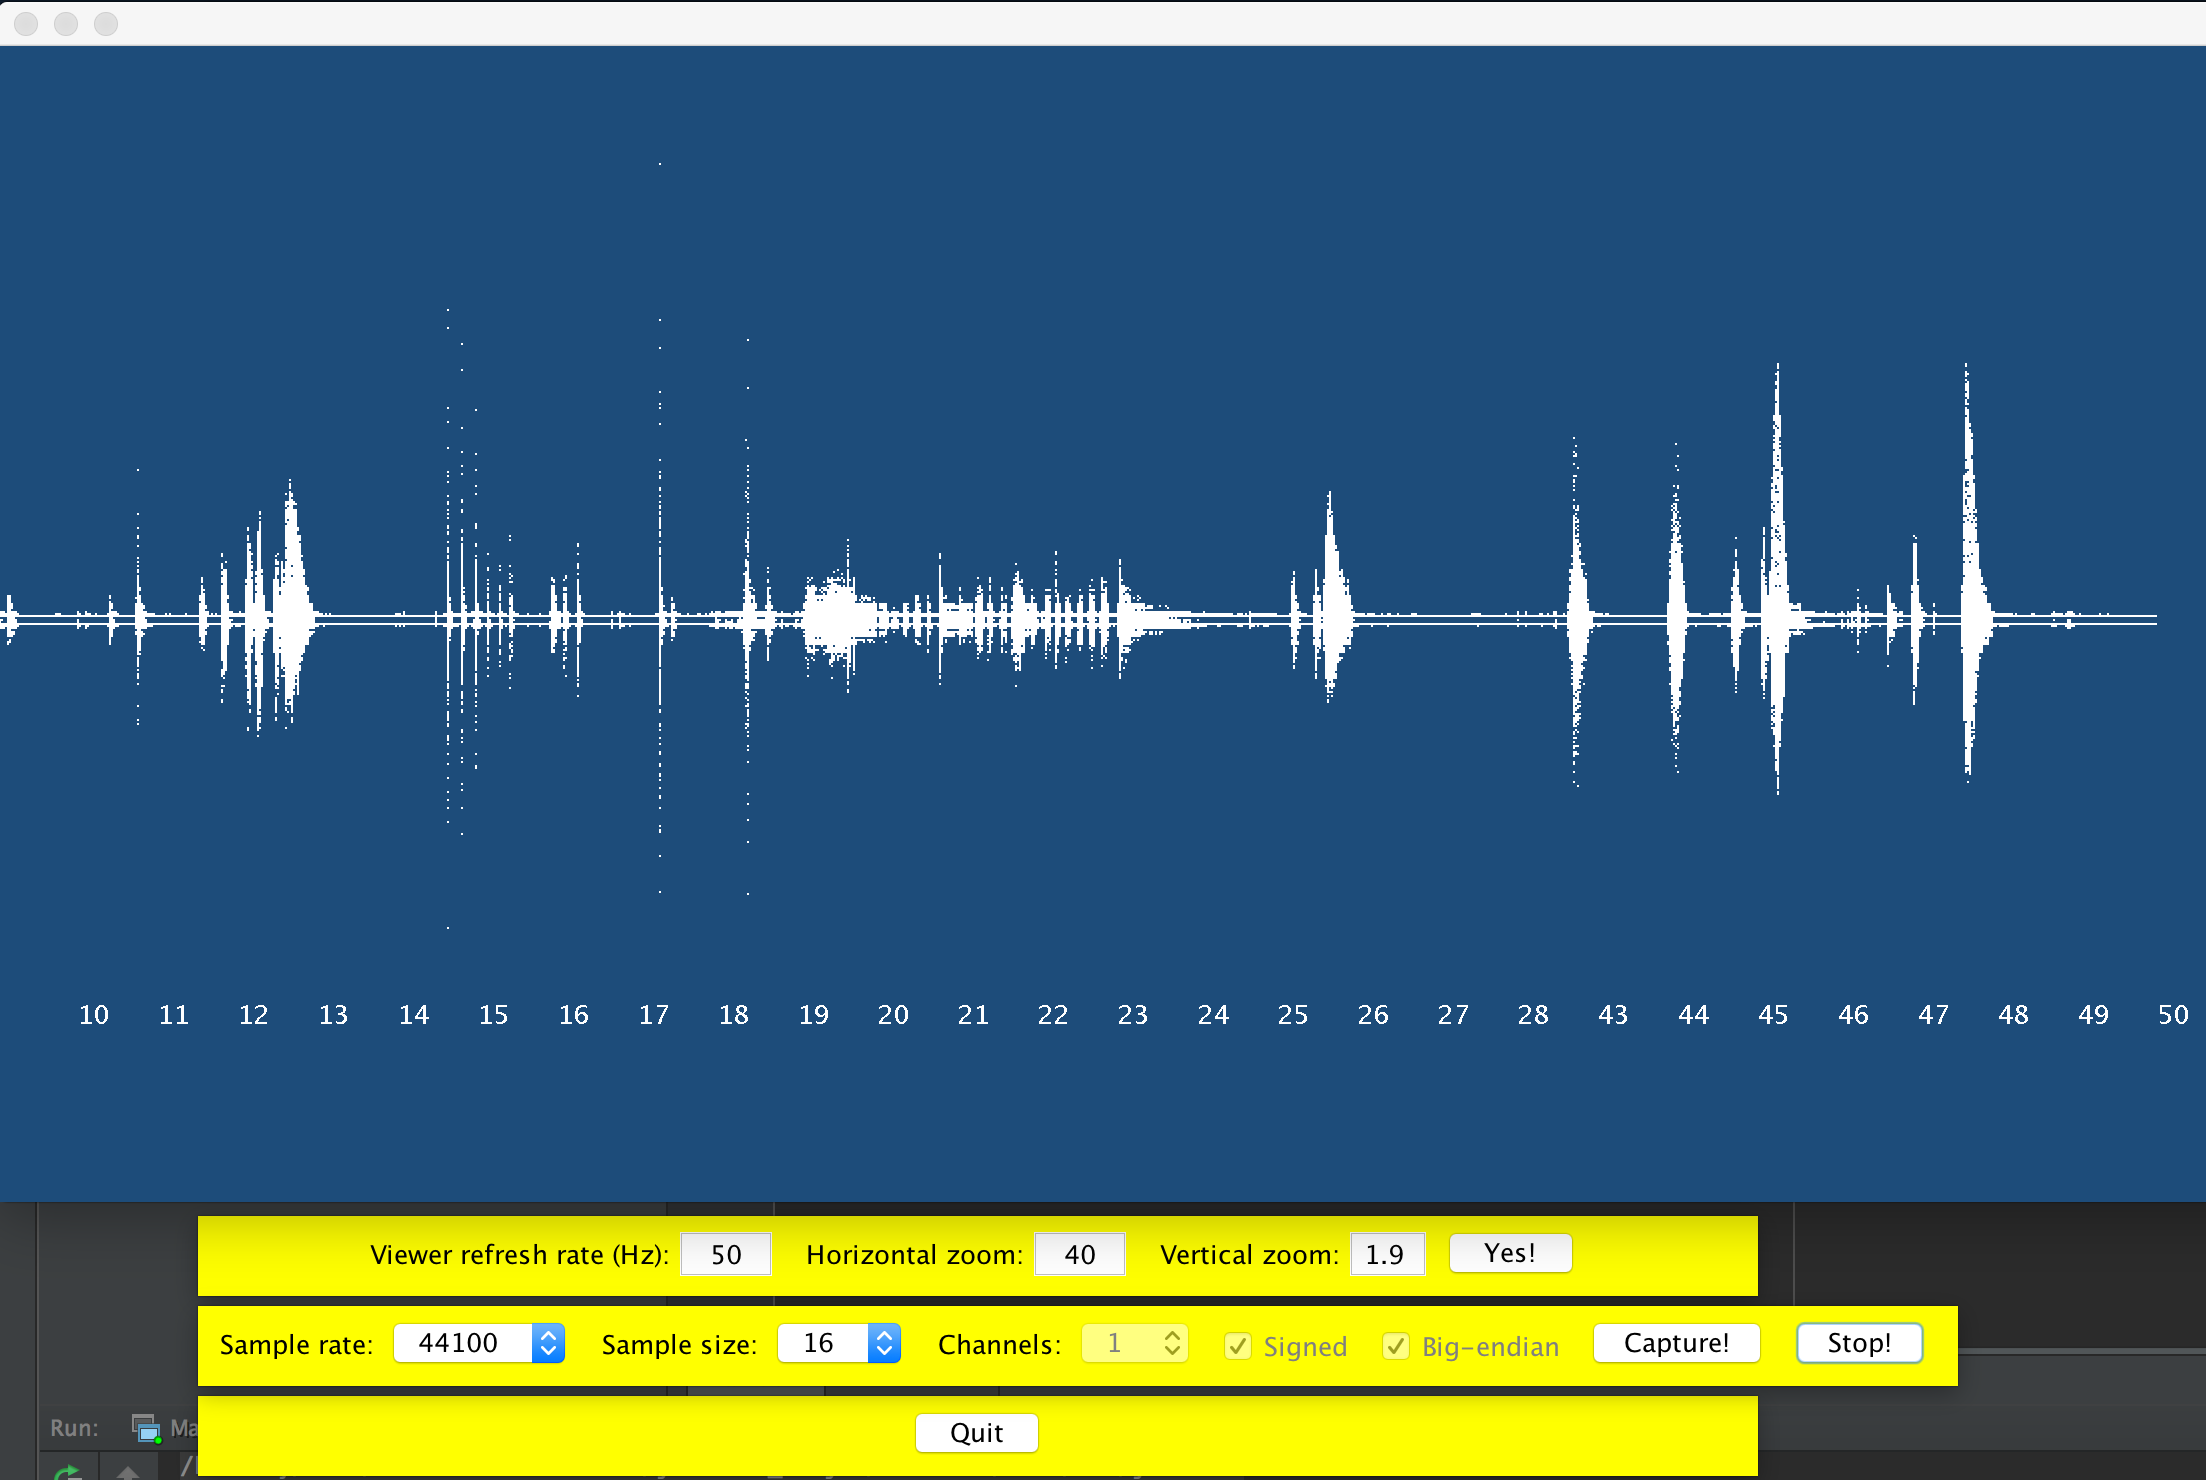 10 11 12 13 14 15 16 17 18 19 20 21 22 23 24 25 26 27 28 43 44 45 46 47 48 49 50
Viewer refresh rate (Hz): 50 Horizontal zoom: 40 Vertical zoom: 1.9 Yes!
Sample rate: 44100 Sample size: 16 Channels: 1 Signed Big-endian Capture! Stop!
Run:
Quit